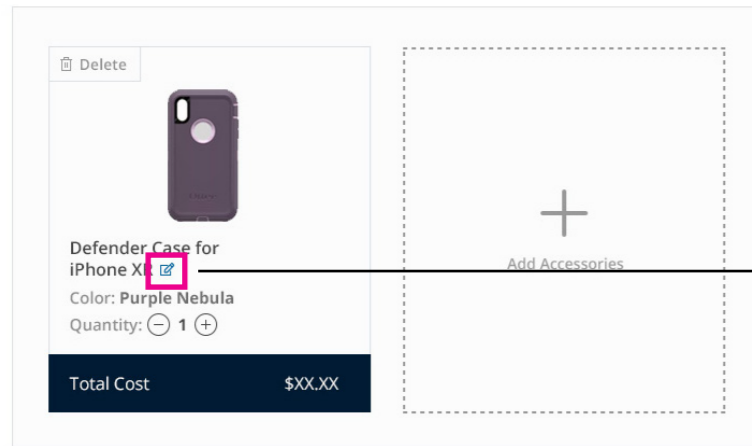 Delete
Defender Case for
iPhone XR
Color: Purple Nebula
Quantity: 1
Total Cost $XX.XX
Add Accessories